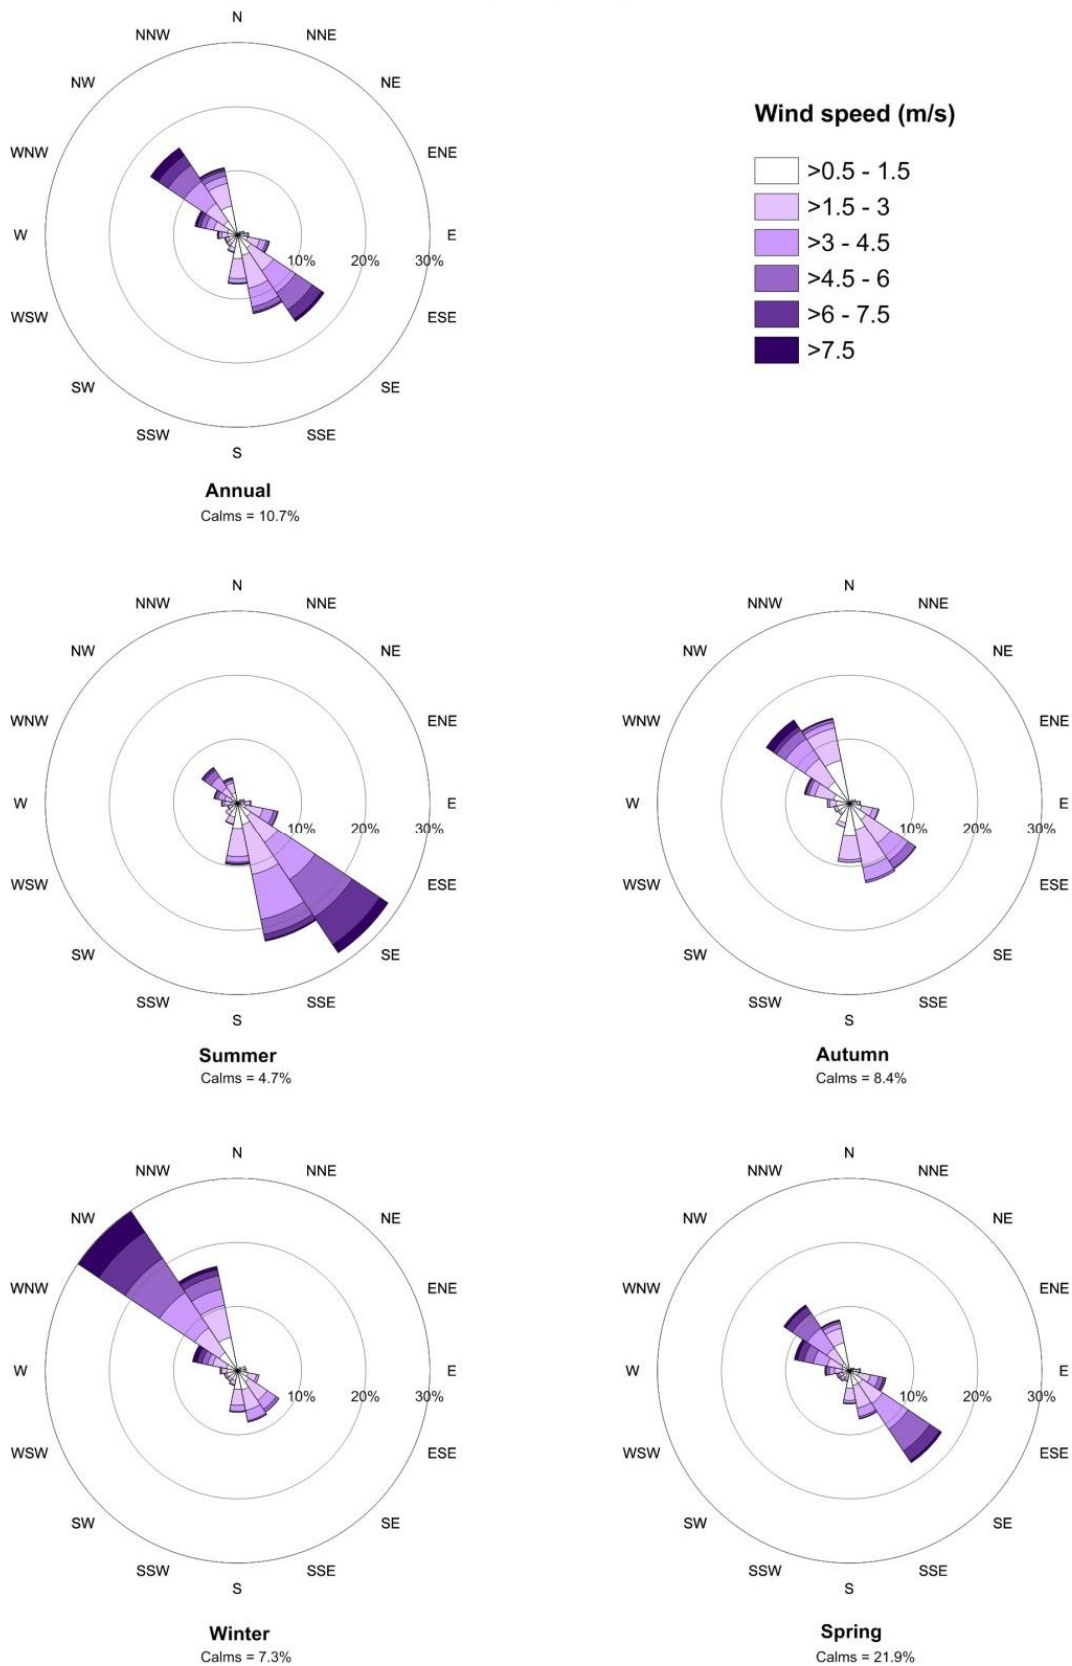 N
NNW
NNE
NW
NE
WNW
ENE
W
E
10%
20%
30%
WSW
ESE
SW
SE
SSW
SSE
S
Annual
Calms = 10.7%
Wind speed (m/s)
>0.5 - 1.5
>1.5 - 3
>3 - 4.5
>4.5 - 6
>6 - 7.5
>7.5
N
NNW
NNE
NW
NE
WNW
ENE
W
E
10%
20%
30%
WSW
ESE
SW
SE
SSW
SSE
S
Summer
Calms = 4.7%
N
NNW
NNE
NW
NE
WNW
ENE
W
E
10%
20%
30%
WSW
ESE
SW
SE
SSW
SSE
S
Autumn
Calms = 8.4%
N
NNW
NNE
NW
NE
WNW
ENE
W
E
10%
20%
30%
WSW
ESE
SW
SE
SSW
SSE
S
Winter
Calms = 7.3%
N
NNW
NNE
NW
NE
WNW
ENE
W
E
10%
20%
30%
WSW
ESE
SW
SE
SSW
SSE
S
Spring
Calms = 21.9%